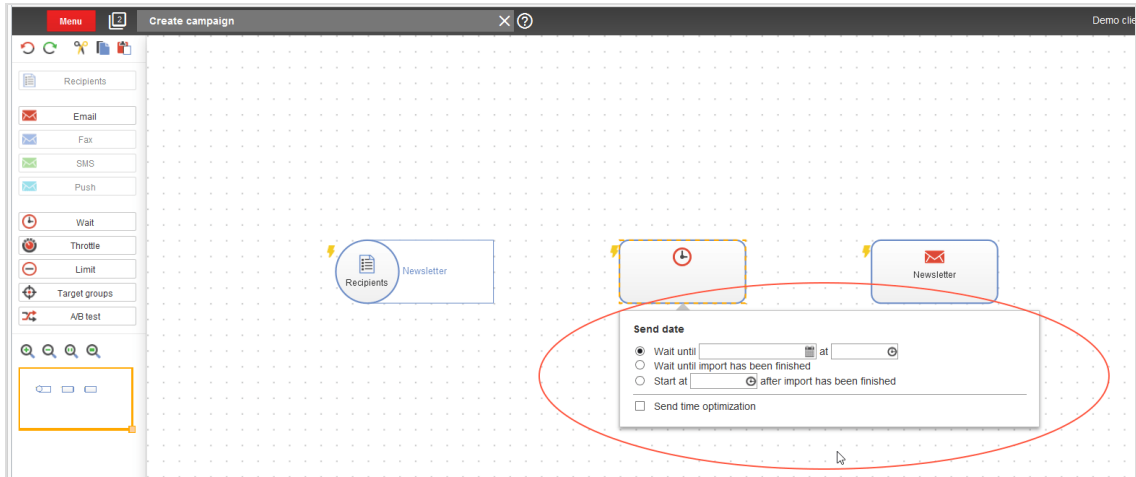 Menu
2
Create campaign
Demo clie
Recipients
Email
Fax
SMS
Push
Wait
Throttle
Limit
Target groups
A/B test
Recipients
Newsletter
Newsletter
Send date
Wait until at
Wait until import has been finished
Start at after import has been finished
Send time optimization